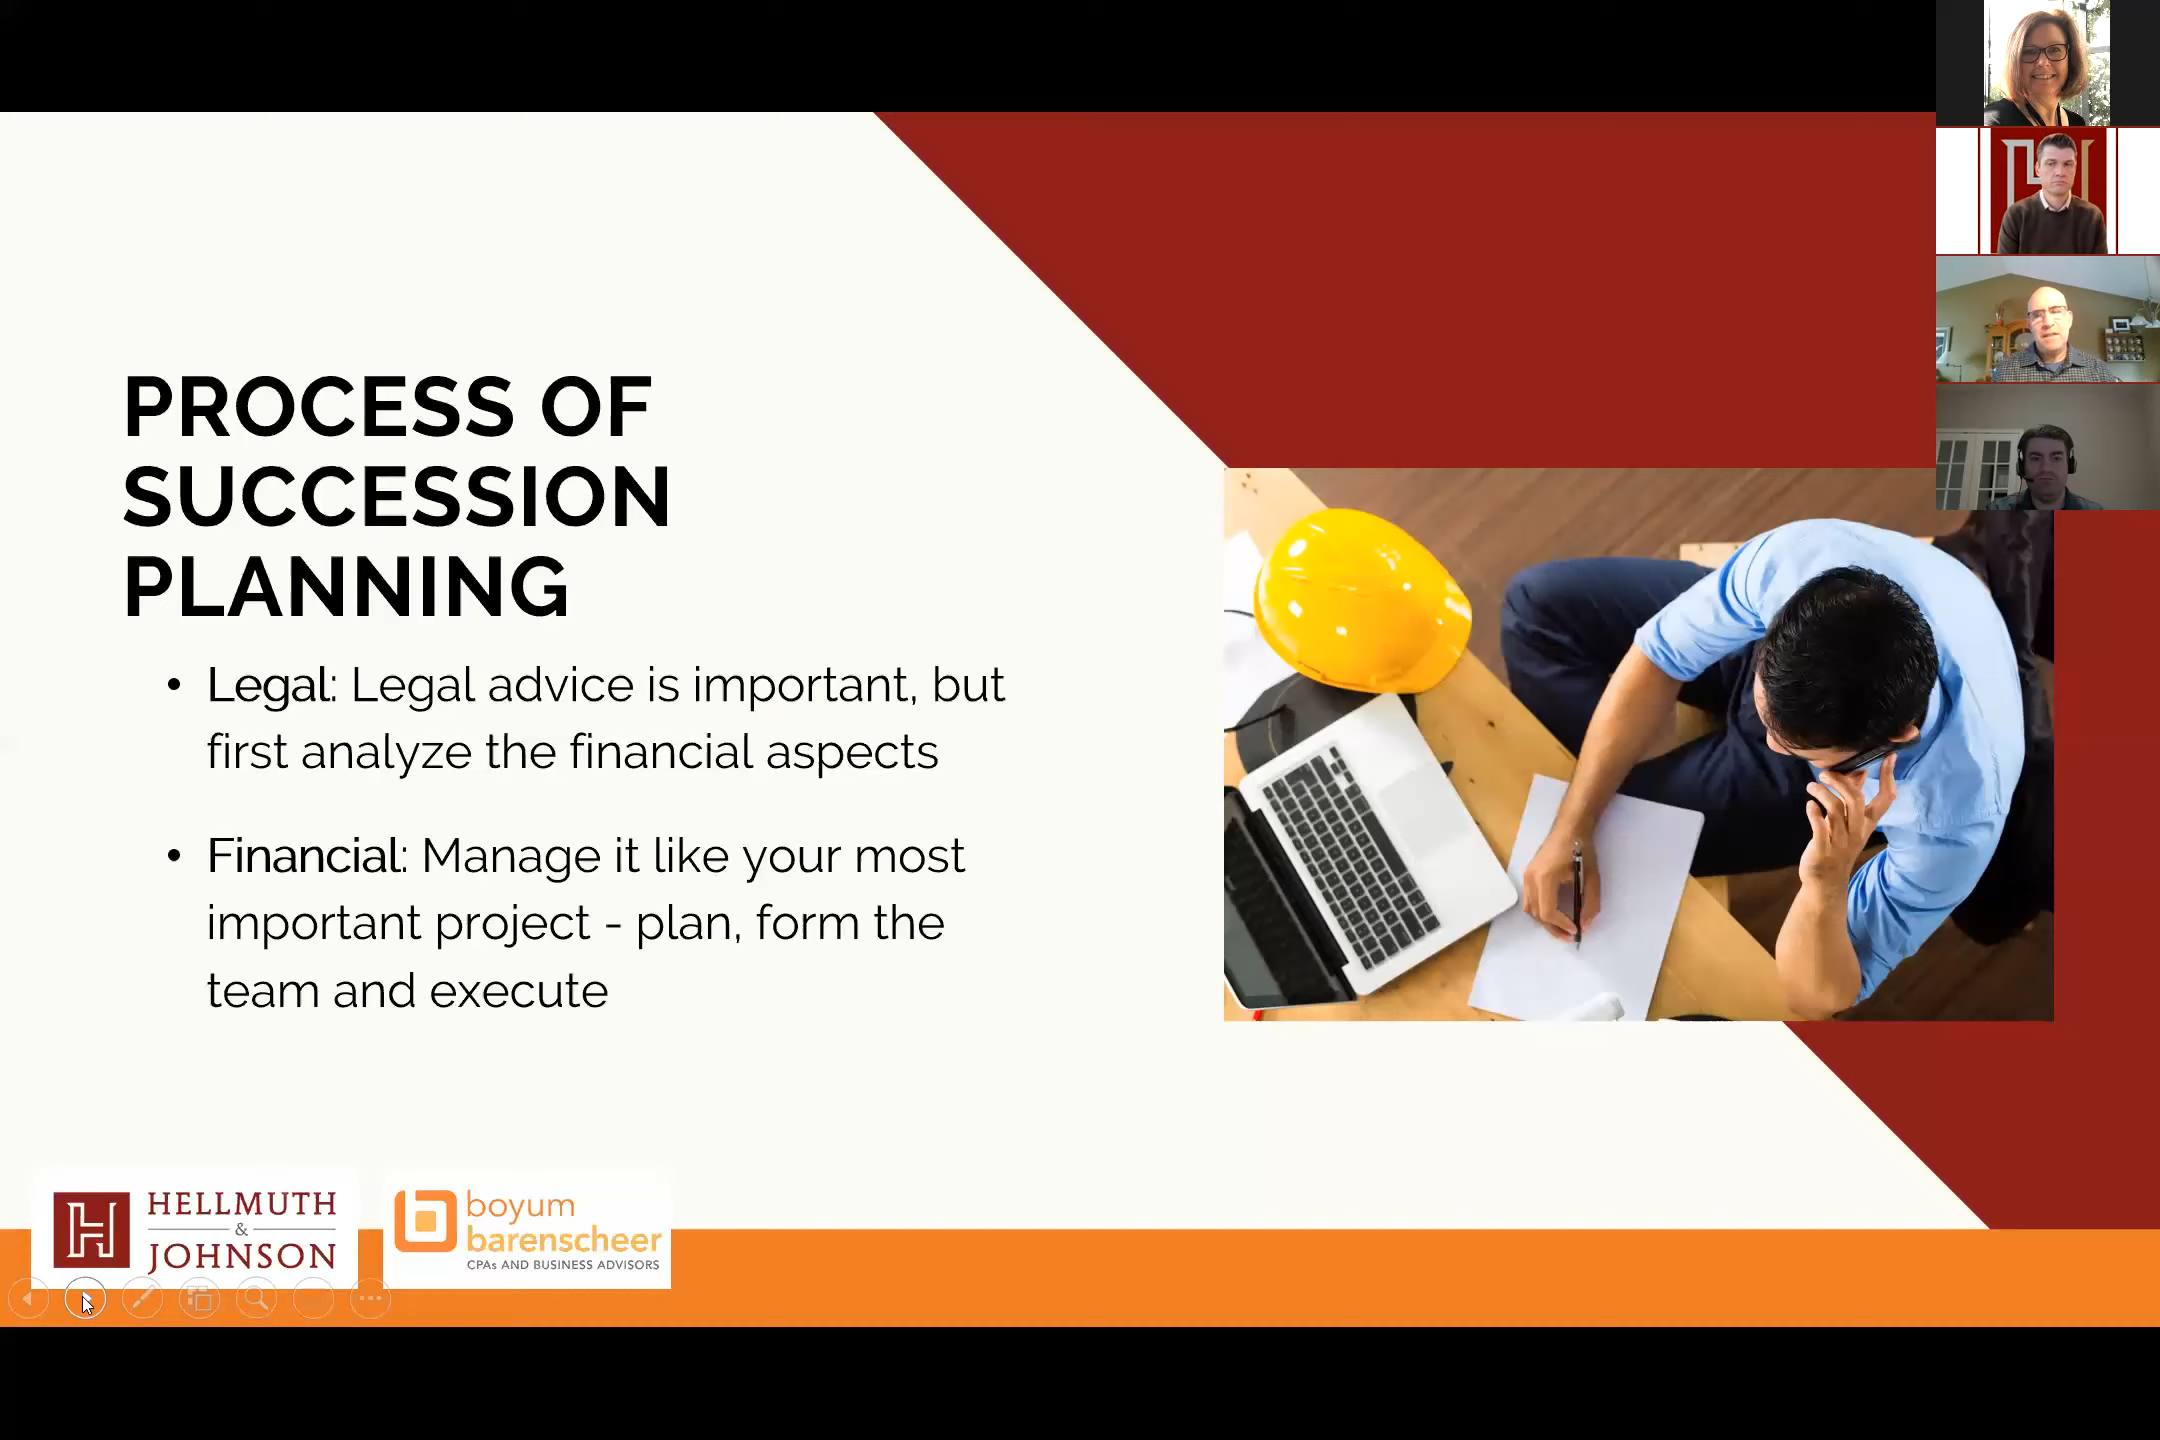 PROCESS OF
SUCCESSION
PLANNING
• Legal: Legal advice is important, but
first analyze the financial aspects
• Financial: Manage it like your most
important project - plan, form the
team and execute
HELLMUTH
&
JOHNSON
boyum
barenscheer
CPAs AND BUSINESS ADVISORS